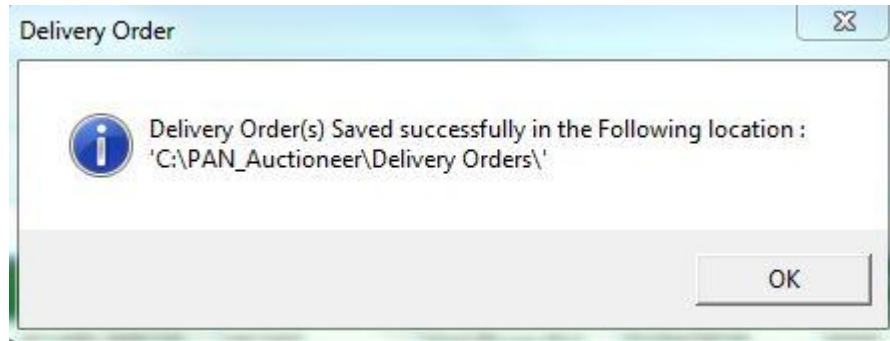 Delivery Order
Delivery Order(s) Saved successfully in the Following location :
'C:\PAN_Auctioneer\Delivery Orders\'
OK